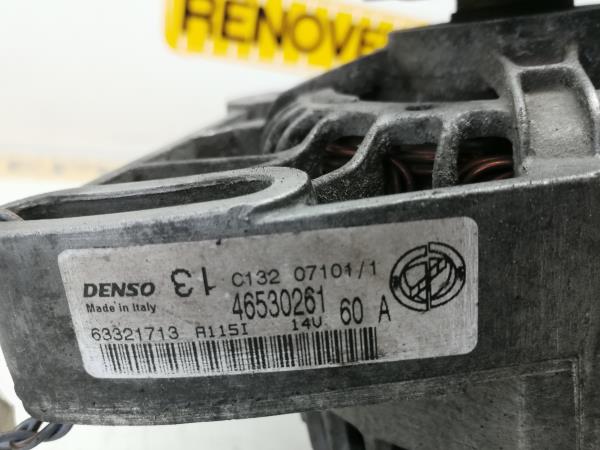 RENOVE
DENSO 13 C132 07101/1
Made in Italy 46530261 60 A
63321713 A115I 14V